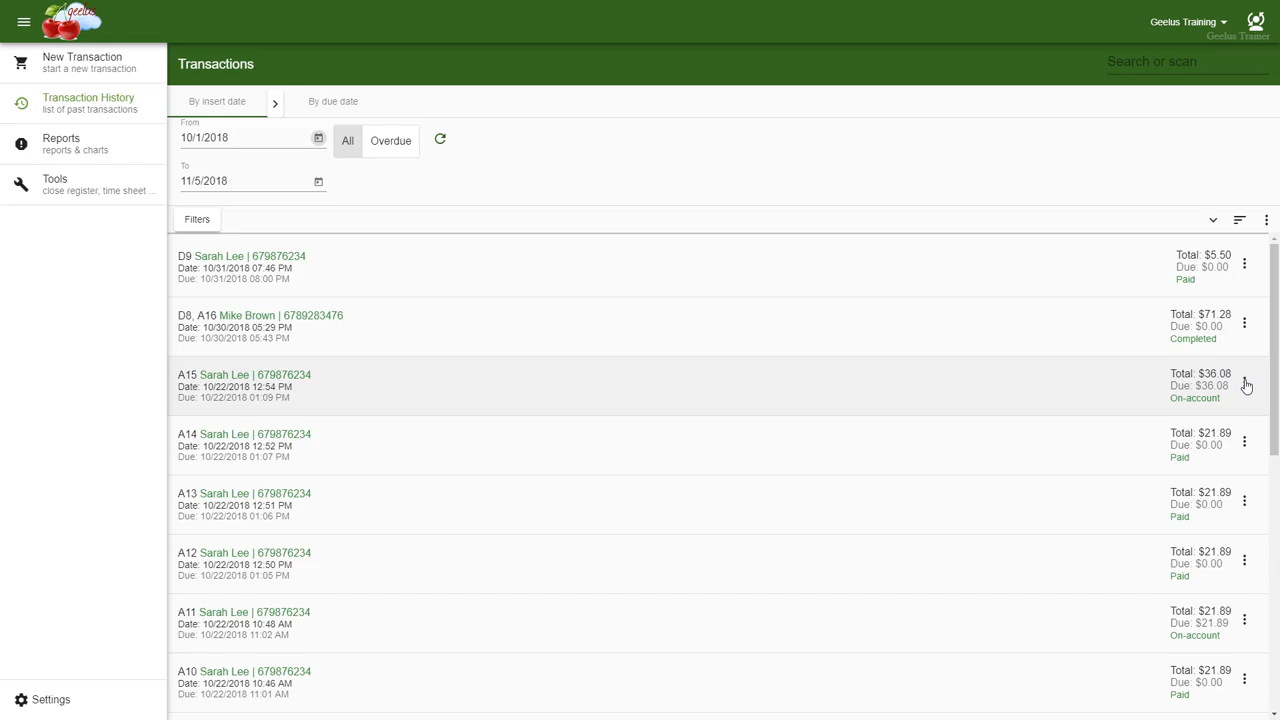 geelus
Geelus Training
Geelus Trainer
New Transaction
start a new transaction
Transaction History
list of past transactions
Reports
reports & charts
Tools
close register, time sheet ...
Settings
Transactions
Search or scan
By insert date
By due date
From
10/1/2018
All
Overdue
To
11/5/2018
Filters
D9 Sarah Lee | 679876234
Date: 10/31/2018 07:46 PM
Due: 10/31/2018 08:00 PM
Total: $5.50
Due: $0.00
Paid
D8, A16 Mike Brown | 6789283476
Date: 10/30/2018 05:29 PM
Due: 10/30/2018 05:43 PM
Total: $71.28
Due: $0.00
Completed
A15 Sarah Lee | 679876234
Date: 10/22/2018 12:54 PM
Due: 10/22/2018 01:09 PM
Total: $36.08
Due: $36.08
On-account
A14 Sarah Lee | 679876234
Date: 10/22/2018 12:52 PM
Due: 10/22/2018 01:07 PM
Total: $21.89
Due: $0.00
Paid
A13 Sarah Lee | 679876234
Date: 10/22/2018 12:51 PM
Due: 10/22/2018 01:06 PM
Total: $21.89
Due: $0.00
Paid
A12 Sarah Lee | 679876234
Date: 10/22/2018 12:50 PM
Due: 10/22/2018 01:05 PM
Total: $21.89
Due: $0.00
Paid
A11 Sarah Lee | 679876234
Date: 10/22/2018 10:48 AM
Due: 10/22/2018 11:02 AM
Total: $21.89
Due: $21.89
On-account
A10 Sarah Lee | 679876234
Date: 10/22/2018 10:46 AM
Due: 10/22/2018 11:01 AM
Total: $21.89
Due: $0.00
Paid